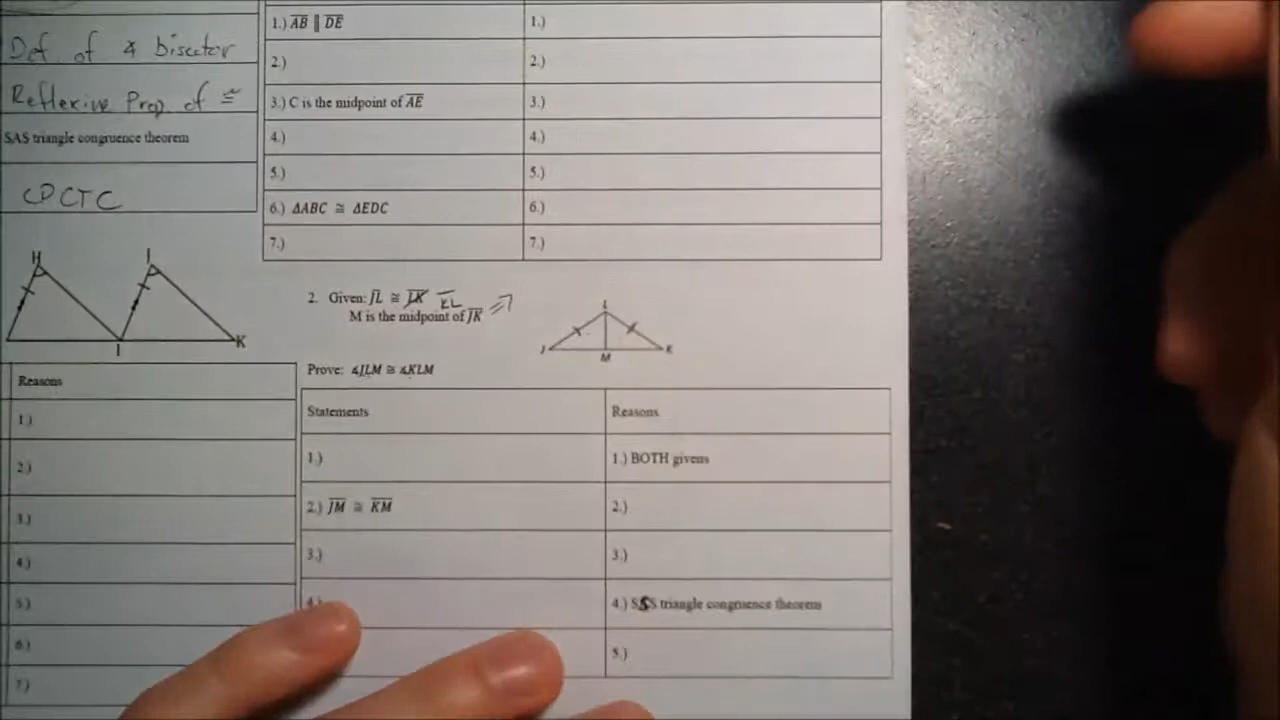 Def of ∡ bisector
Reflexive Prop of ≅
SAS triangle congruence theorem
CPCTC
1.) AB ∥ DE 1.)
2.) 2.)
3.) C is the midpoint of AE 3.)
4.) 4.)
5.) 5.)
6.) ΔABC ≅ ΔEDC 6.)
7.) 7.)
H J
I K
Reasons
1.)
2.)
3.)
4.)
5.)
6.)
7.)
2. Given: JL ≅ KL
M is the midpoint of JK
L
J M K
Prove: ∡JLM ≅ ∡KLM
Statements Reasons
1.) 1.) BOTH givens
2.) JM ≅ KM 2.)
3.) 3.)
4.) 4.) SSS triangle congruence theorem
5.)